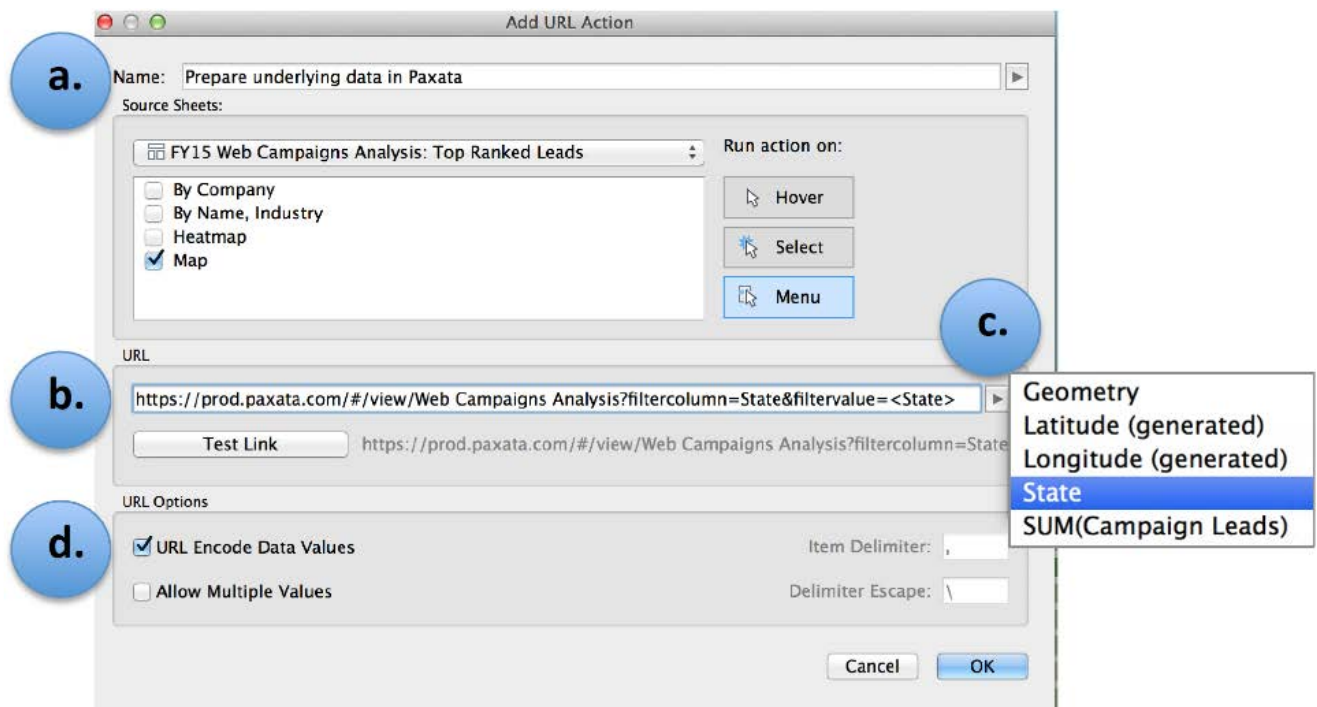 Add URL Action
a.
Name: Prepare underlying data in Paxata
Source Sheets:
FY15 Web Campaigns Analysis: Top Ranked Leads
Run action on:
By Company
By Name, Industry
Heatmap
Map
Hover
Select
Menu
c.
URL
b.
https://prod.paxata.com/#/view/Web Campaigns Analysis?filtercolumn=State&filtervalue=<State>
Test Link https://prod.paxata.com/#/view/Web Campaigns Analysis?filtercolumn=State
Geometry
Latitude (generated)
Longitude (generated)
State
SUM(Campaign Leads)
URL Options
d.
URL Encode Data Values Item Delimiter: ,
Allow Multiple Values Delimiter Escape: \
Cancel OK